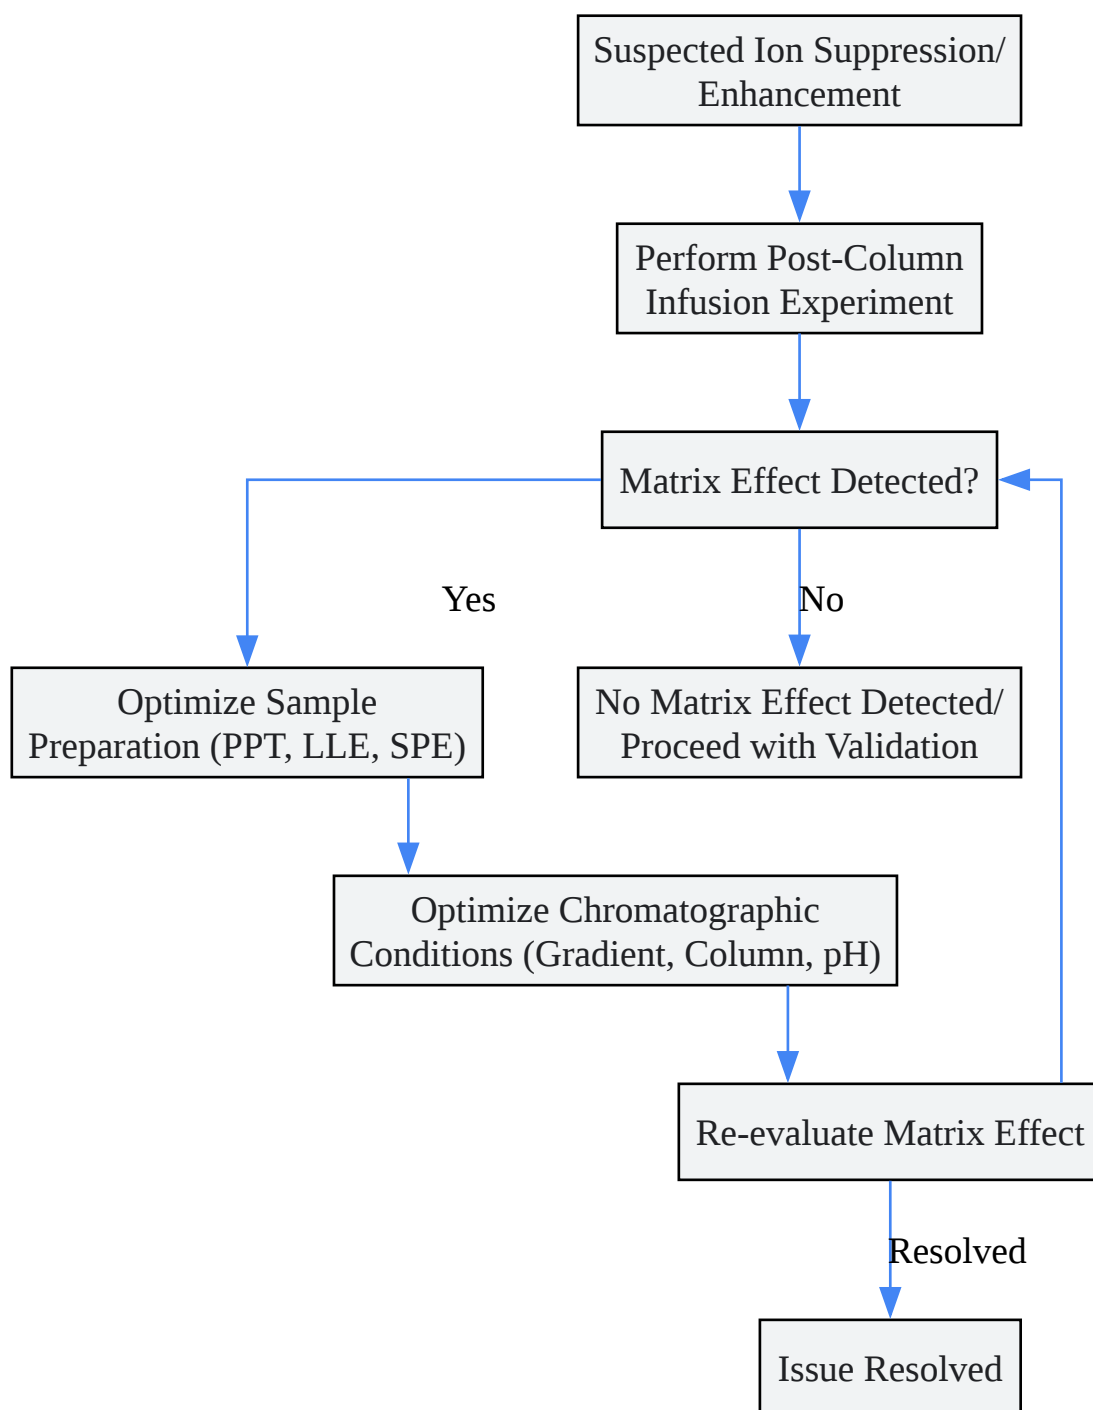 Suspected Ion Suppression/
Enhancement
Perform Post-Column
Infusion Experiment
Matrix Effect Detected?
Yes
No
Optimize Sample
Preparation (PPT, LLE, SPE)
No Matrix Effect Detected/
Proceed with Validation
Optimize Chromatographic
Conditions (Gradient, Column, pH)
Re-evaluate Matrix Effect
Resolved
Issue Resolved